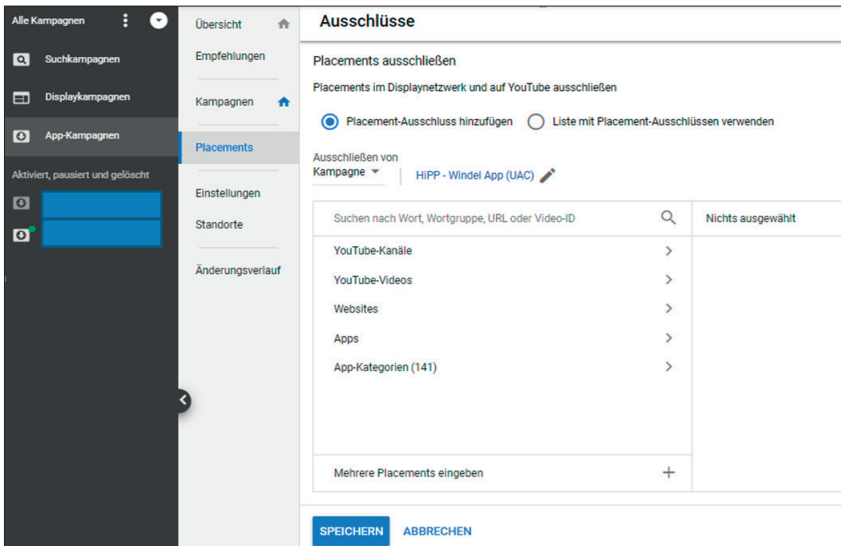 Alle Kampagnen
Suchkampagnen
Displaykampagnen
App-Kampagnen
Aktiviert, pausiert und gelöscht
Übersicht
Empfehlungen
Kampagnen
Placements
Einstellungen
Standorte
Änderungsverlauf
Ausschlüsse
Placements ausschließen
Placements im Displaynetzwerk und auf YouTube ausschließen
Placement-Ausschluss hinzufügen Liste mit Placement-Ausschlüssen verwenden
Ausschließen von
Kampagne HiPP - Windel App (UAC)
Suchen nach Wort, Wortgruppe, URL oder Video-ID Nichts ausgewählt
YouTube-Kanäle
YouTube-Videos
Websites
Apps
App-Kategorien (141)
Mehrere Placements eingeben
SPEICHERN ABBRECHEN